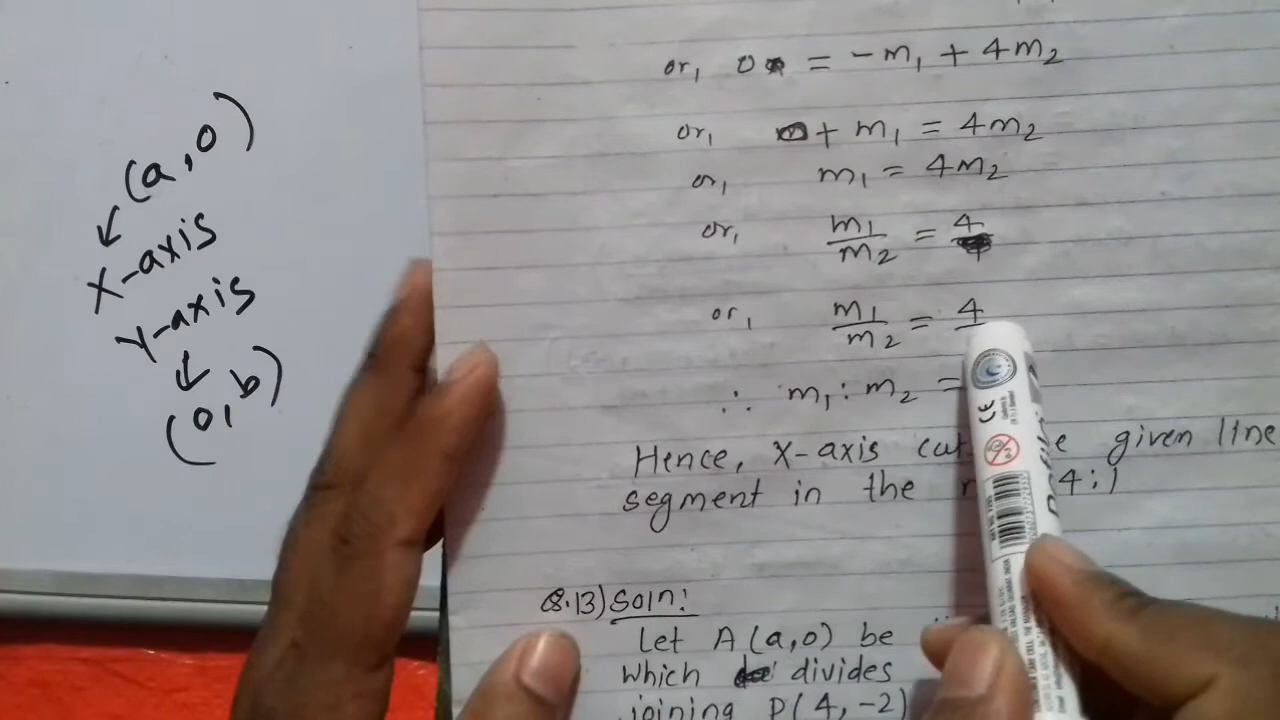 (a,0)
X-axis
Y-axis
(0,b)
or, 0 = -m1 + 4m2
or, + m1 = 4m2
or, m1 = 4m2
or, m1/m2 = 4
or, m1/m2 = 4
∴ m1 : m2 =
Hence, X-axis given line
segment in the 4:1
Q.13) Soln:
Let A(a,0) be
which divides
joining P(4,-2)
CE